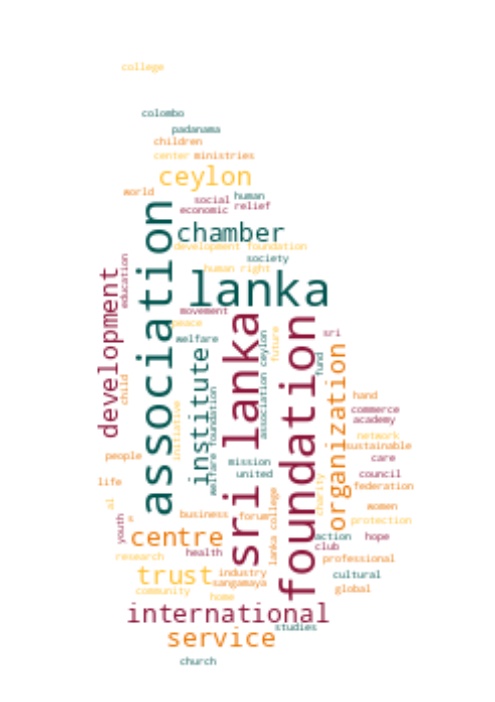 college
colombo
padanama
children
center ministries
ceylon
world
social human
economic relief
association
chamber
development foundation
society
human right
education
development
lanka
movement
peace
sri lanka
foundation
sri
welfare
institute
association ceylon
future
fund
organization
child
initiative
welfare foundation
hand
commerce
academy
network
sustainable
people
mission
care
united
council
life
federation
charity
al
women
youth
s
business
forum
lanka college
protection
centre
action
hope
club
research
health
professional
trust
industry
sangamaya
cultural
community
home
global
international
studies
service
church